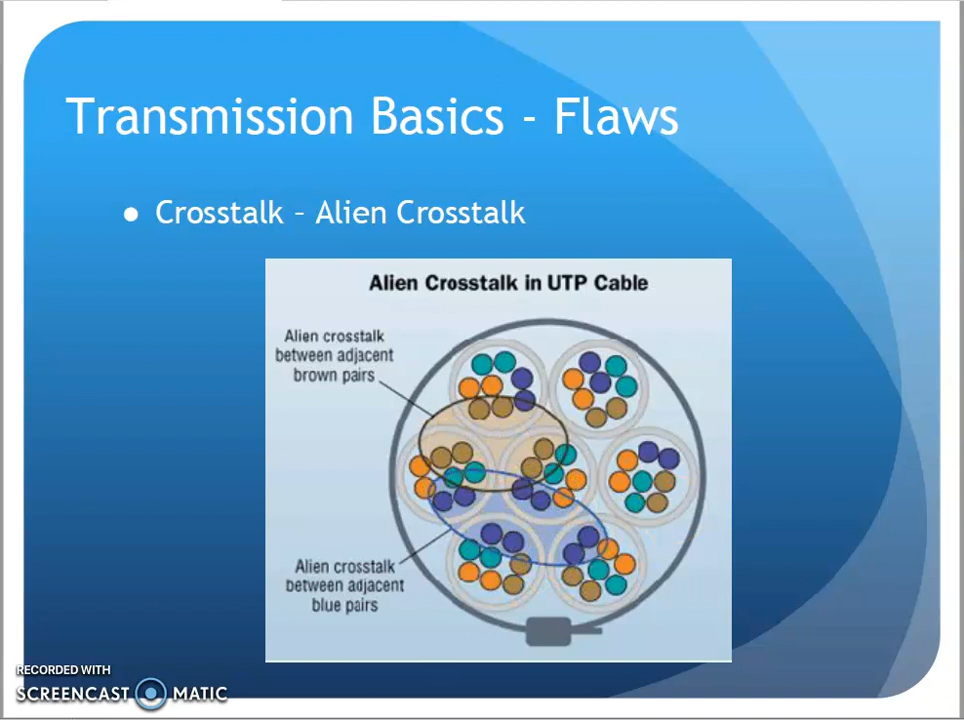 Transmission Basics - Flaws
● Crosstalk – Alien Crosstalk
Alien Crosstalk in UTP Cable
Alien crosstalk
between adjacent
brown pairs
Alien crosstalk
between adjacent
blue pairs
RECORDED WITH
SCREENCAST MATIC